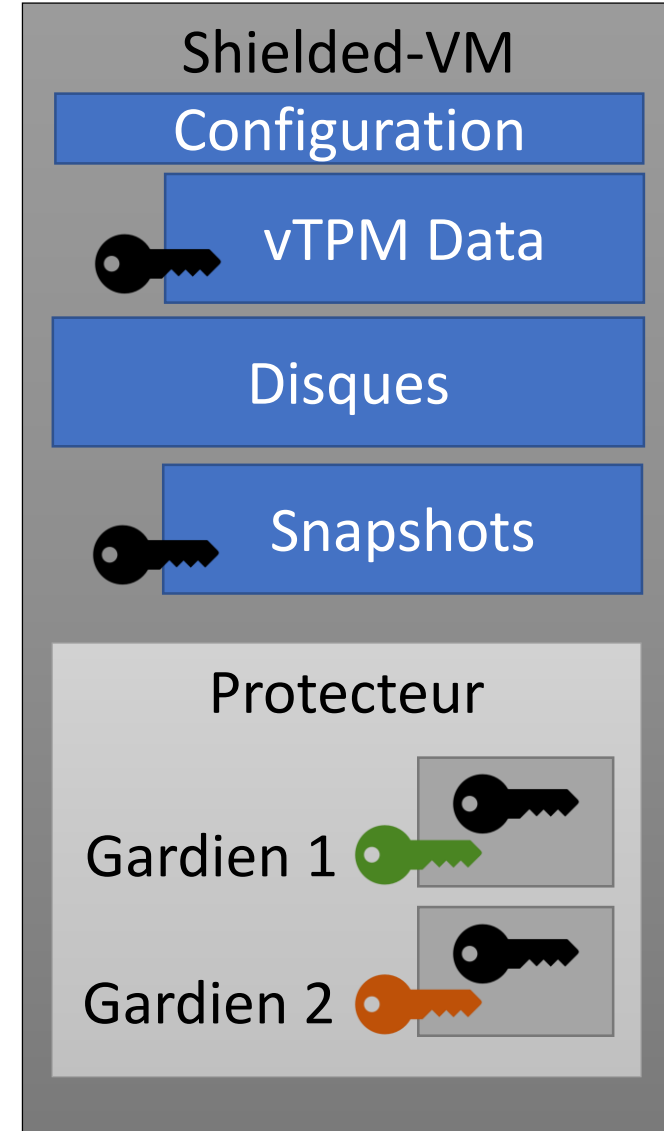 Shielded-VM
Configuration
vTPM Data
Disques
Snapshots
Protecteur
Gardien 1
Gardien 2